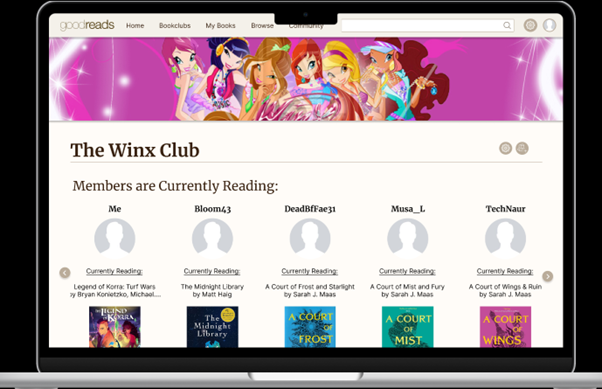 goodreads Home Bookclubs My Books Browse Community
The Winx Club
Members are Currently Reading:
Me Bloom43 DeadBfFae31 Musa_L TechNaur
Currently Reading: Currently Reading: Currently Reading: Currently Reading: Currently Reading:
Legend of Korra: Turf Wars The Midnight Library A Court of Frost and Starlight A Court of Mist and Fury A Court of Wings & Ruin
by Bryan Konietzko, Michael.... by Matt Haig by Sarah J. Maas by Sarah J. Maas by Sarah J. Maas
LEGEND The A COURT A COURT A COURT
of KORRA Midnight OF OF OF
Library FROST MIST WINGS